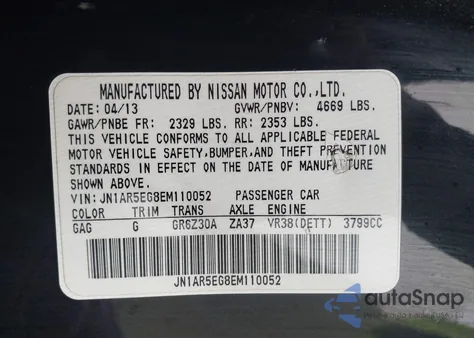 MANUFACTURED BY NISSAN MOTOR CO.,LTD.
DATE: 04/13 GVWR/PNBV: 4669 LBS.
GAWR/PNBE FR: 2329 LBS. RR: 2353 LBS.
THIS VEHICLE CONFORMS TO ALL APPLICABLE FEDERAL
MOTOR VEHICLE SAFETY,BUMPER,AND THEFT PREVENTION
STANDARDS IN EFFECT ON THE DATE OF MANUFACTURE
SHOWN ABOVE.
VIN: JN1AR5EG8EM110052 PASSENGER CAR
COLOR TRIM TRANS AXLE ENGINE
GAG G GR6Z30A ZA37 VR38(DETT) 3799CC
JN1AR5EG8EM110052
autoSnap